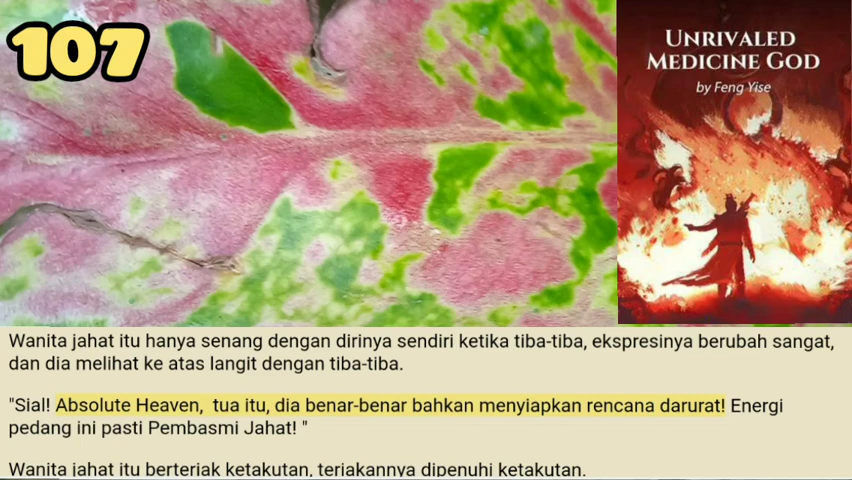 107
UNRIVALED
MEDICINE GOD
by Feng Yise
Wanita jahat itu hanya senang dengan dirinya sendiri ketika tiba-tiba, ekspresinya berubah sangat,
dan dia melihat ke atas langit dengan tiba-tiba.
"Sial! Absolute Heaven,  tua itu, dia benar-benar bahkan menyiapkan rencana darurat! Energi
pedang ini pasti Pembasmi Jahat! "
Wanita jahat itu berteriak ketakutan, teriakannya dipenuhi ketakutan.